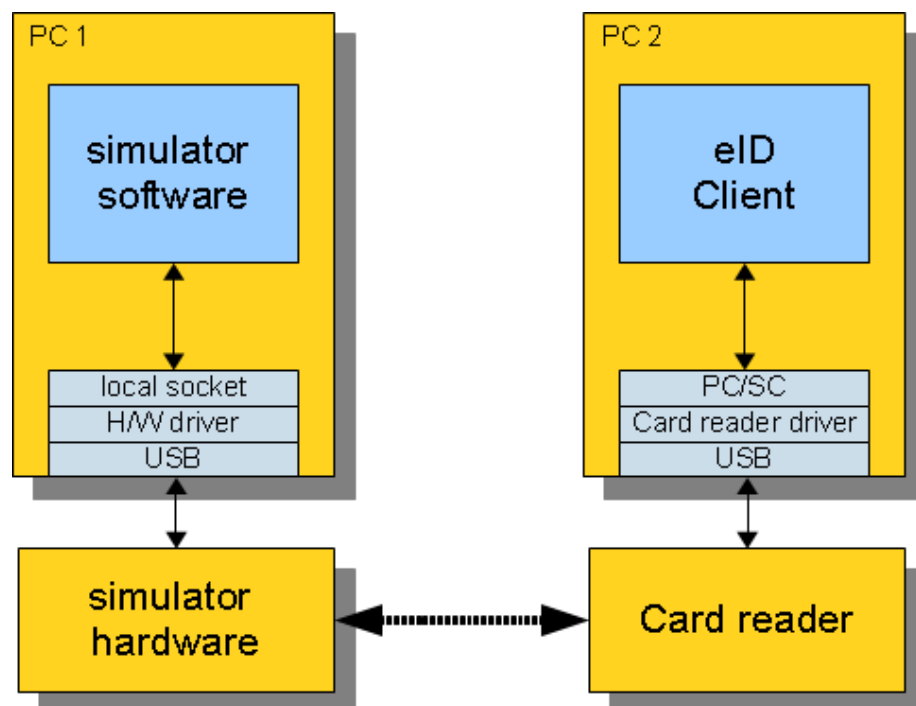 PC 1
simulator
software
local socket
H/W driver
USB
simulator
hardware
PC 2
eID
Client
PC/SC
Card reader driver
USB
Card reader